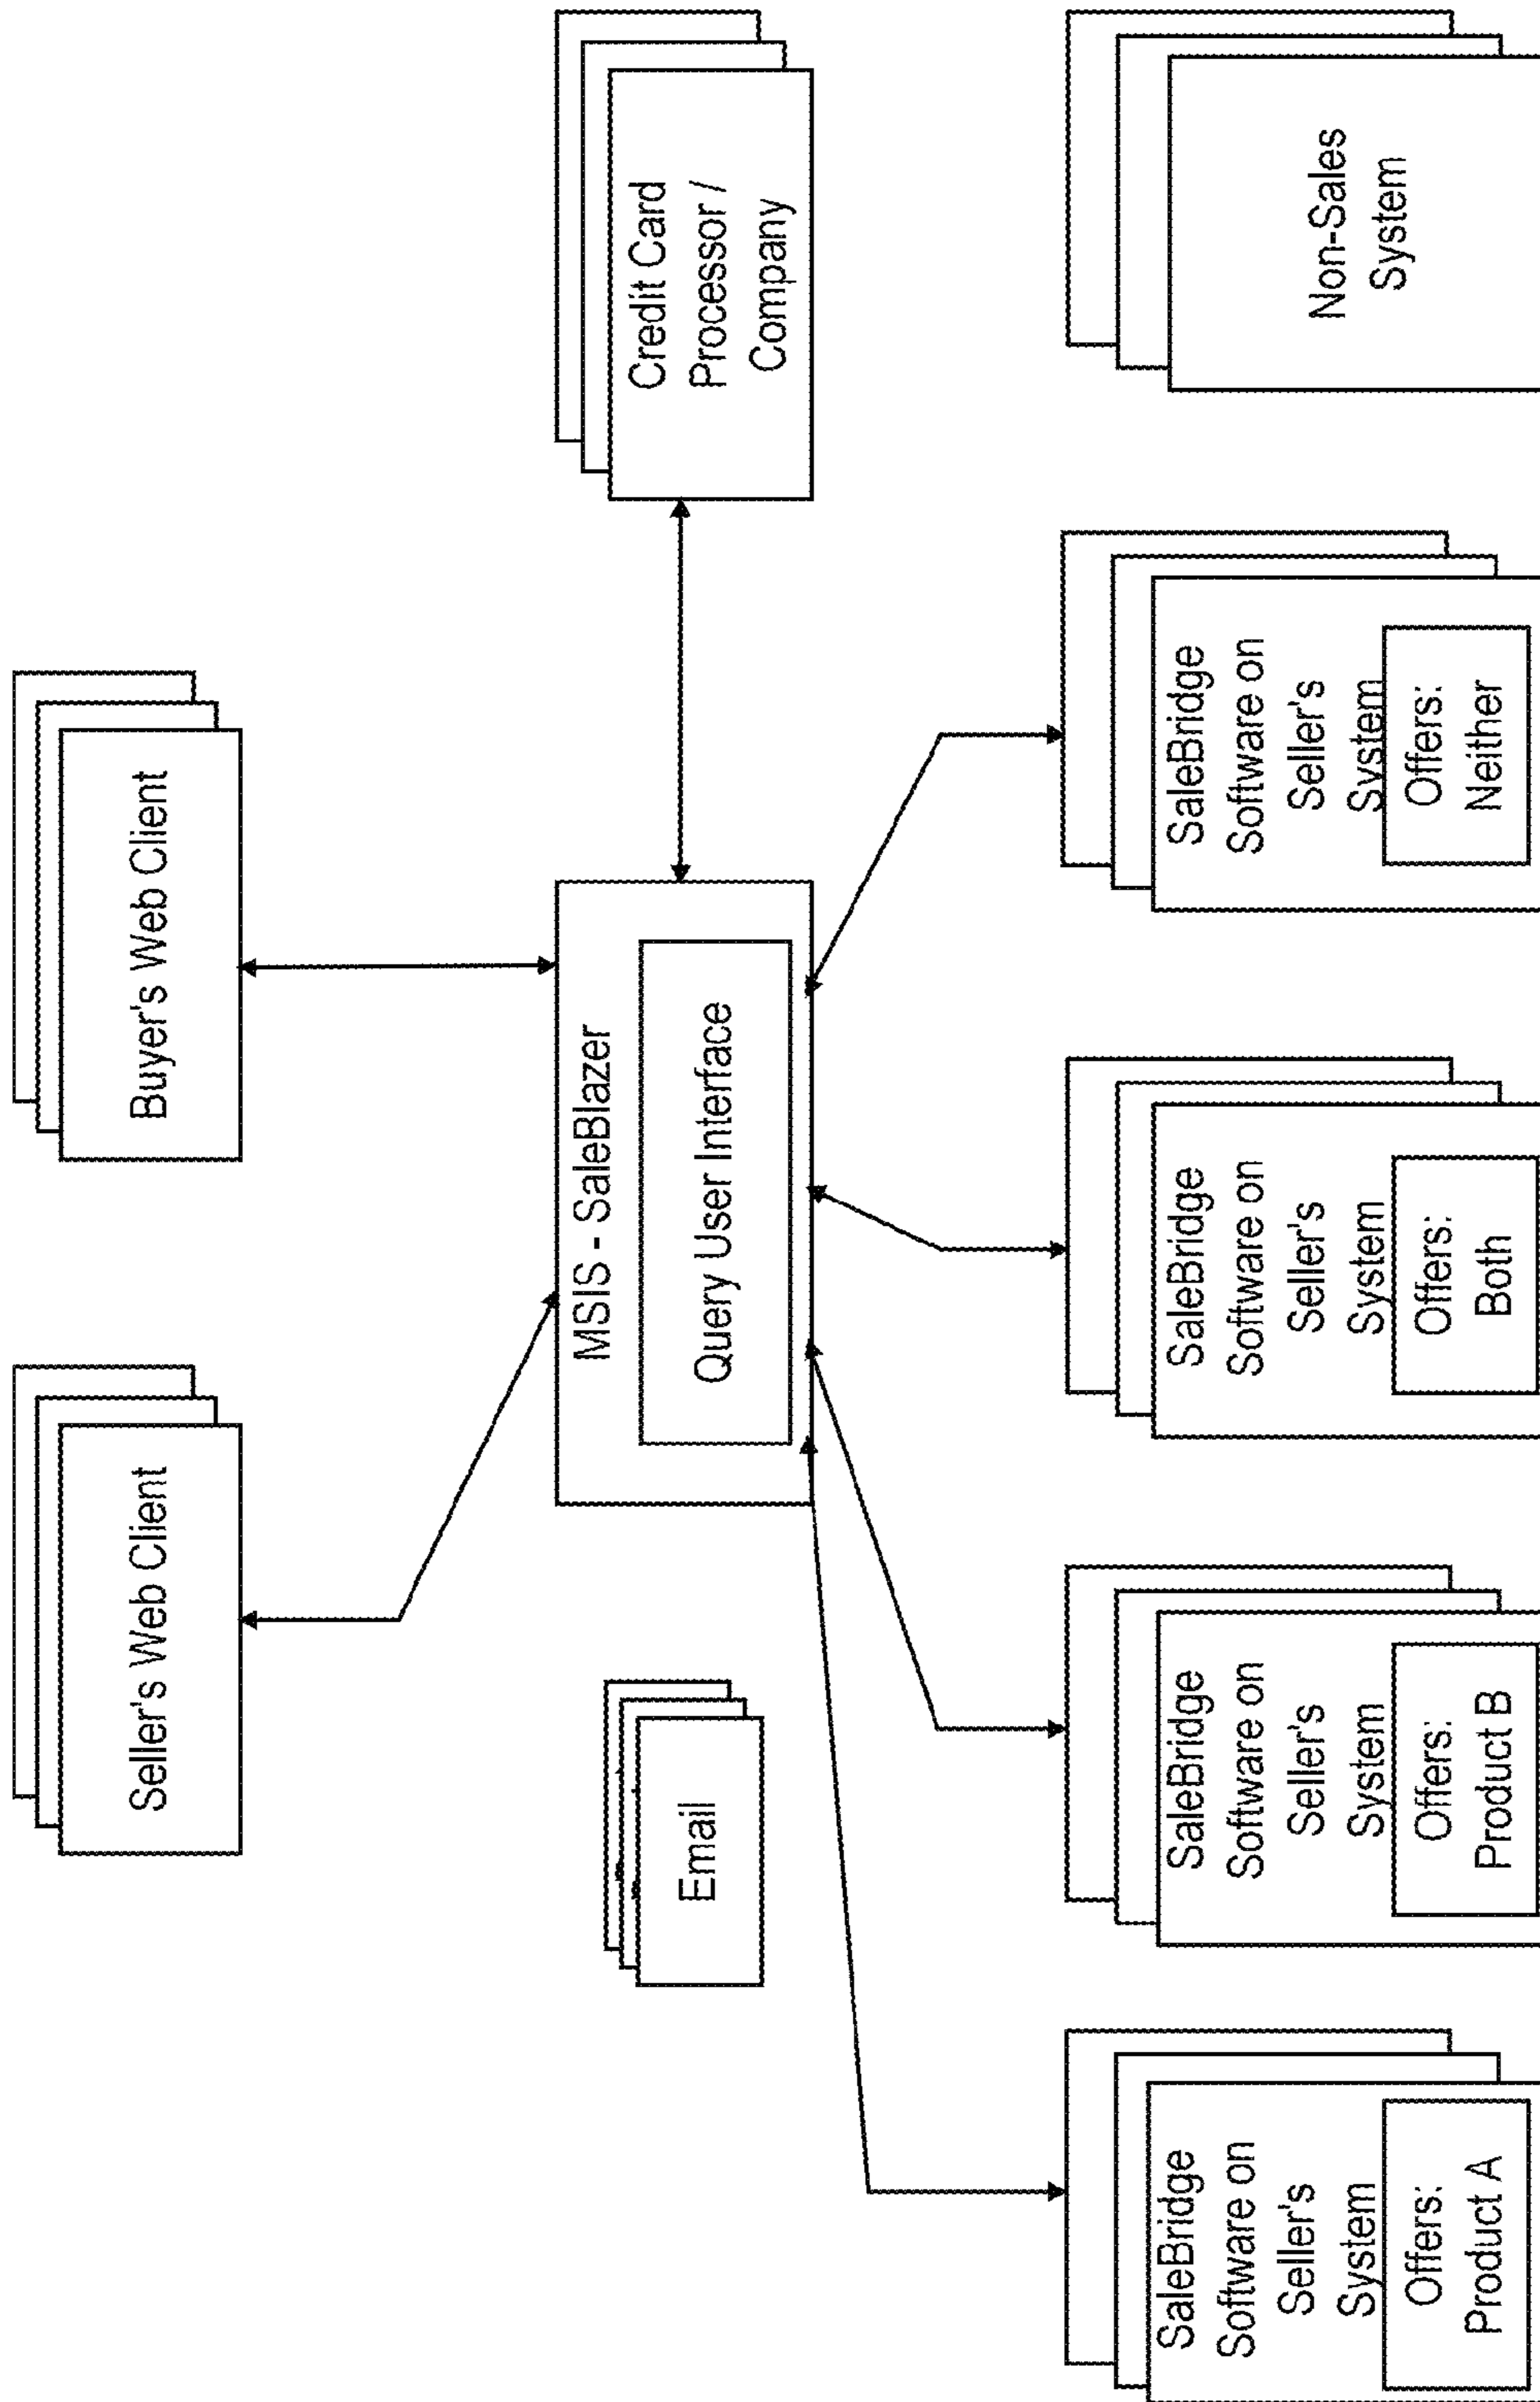 Seller's Web Client
Buyer's Web Client
Email
MSIS - SaleBlazer
Query User Interface
Credit Card
Processor /
Company
SaleBridge
Software on
Seller's
System
Offers:
Product A
SaleBridge
Software on
Seller's
System
Offers:
Product B
SaleBridge
Software on
Seller's
System
Offers:
Both
SaleBridge
Software on
Seller's
System
Offers:
Neither
Non-Sales
System